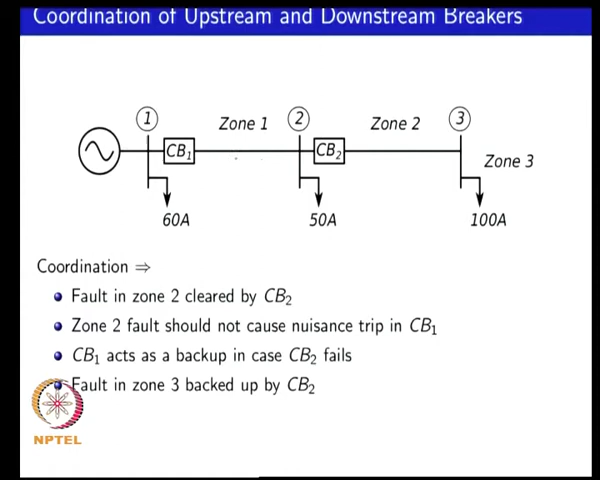 Coordination of Upstream and Downstream Breakers
1 Zone 1 2 Zone 2 3
CB₁ CB₂ Zone 3
60A 50A 100A
Coordination ⇒
Fault in zone 2 cleared by CB₂
Zone 2 fault should not cause nuisance trip in CB₁
CB₁ acts as a backup in case CB₂ fails
Fault in zone 3 backed up by CB₂
NPTEL